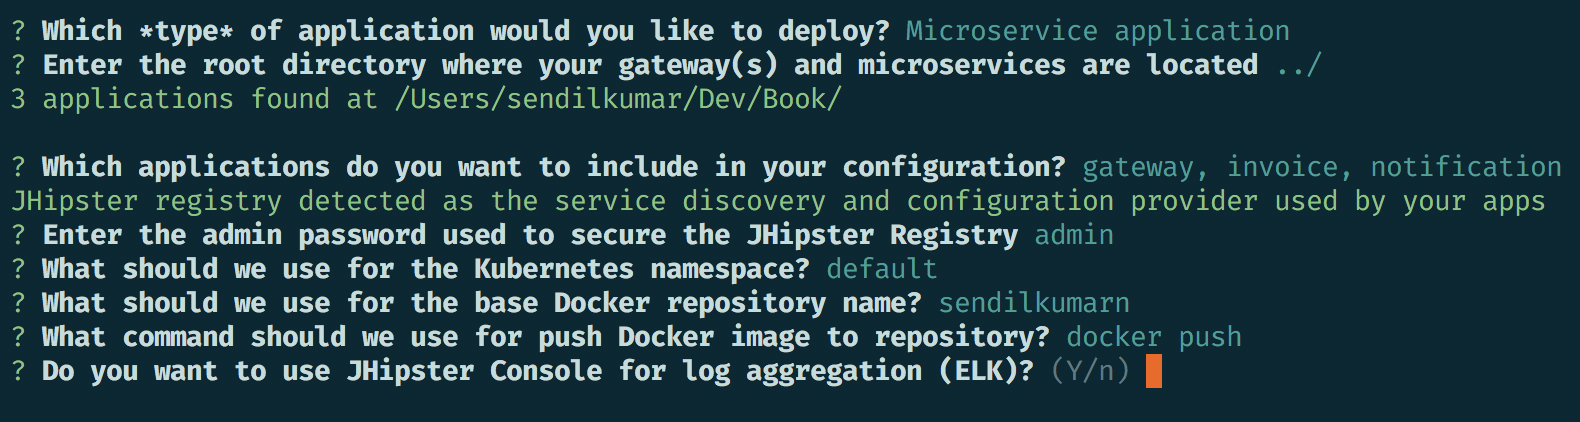 ? Which *type* of application would you like to deploy? Microservice application
? Enter the root directory where your gateway(s) and microservices are located ../
3 applications found at /Users/sendilkumar/Dev/Book/
? Which applications do you want to include in your configuration? gateway, invoice, notification
JHipster registry detected as the service discovery and configuration provider used by your apps
? Enter the admin password used to secure the JHipster Registry admin
? What should we use for the Kubernetes namespace? default
? What should we use for the base Docker repository name? sendilkumarn
? What command should we use for push Docker image to repository? docker push
? Do you want to use JHipster Console for log aggregation (ELK)? (Y/n)